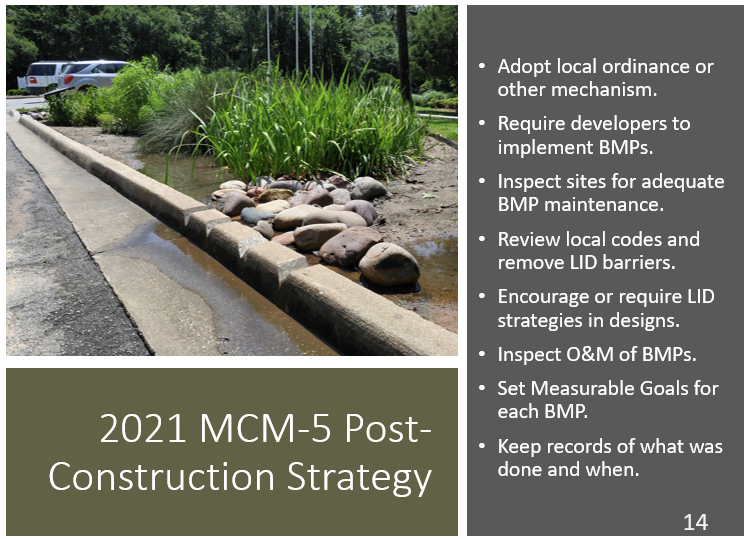 • Adopt local ordinance or
other mechanism.
• Require developers to
implement BMPs.
• Inspect sites for adequate
BMP maintenance.
• Review local codes and
remove LID barriers.
• Encourage or require LID
strategies in designs.
• Inspect O&M of BMPs.
• Set Measurable Goals for
each BMP.
• Keep records of what was
done and when.
2021 MCM-5 Post-
Construction Strategy
14